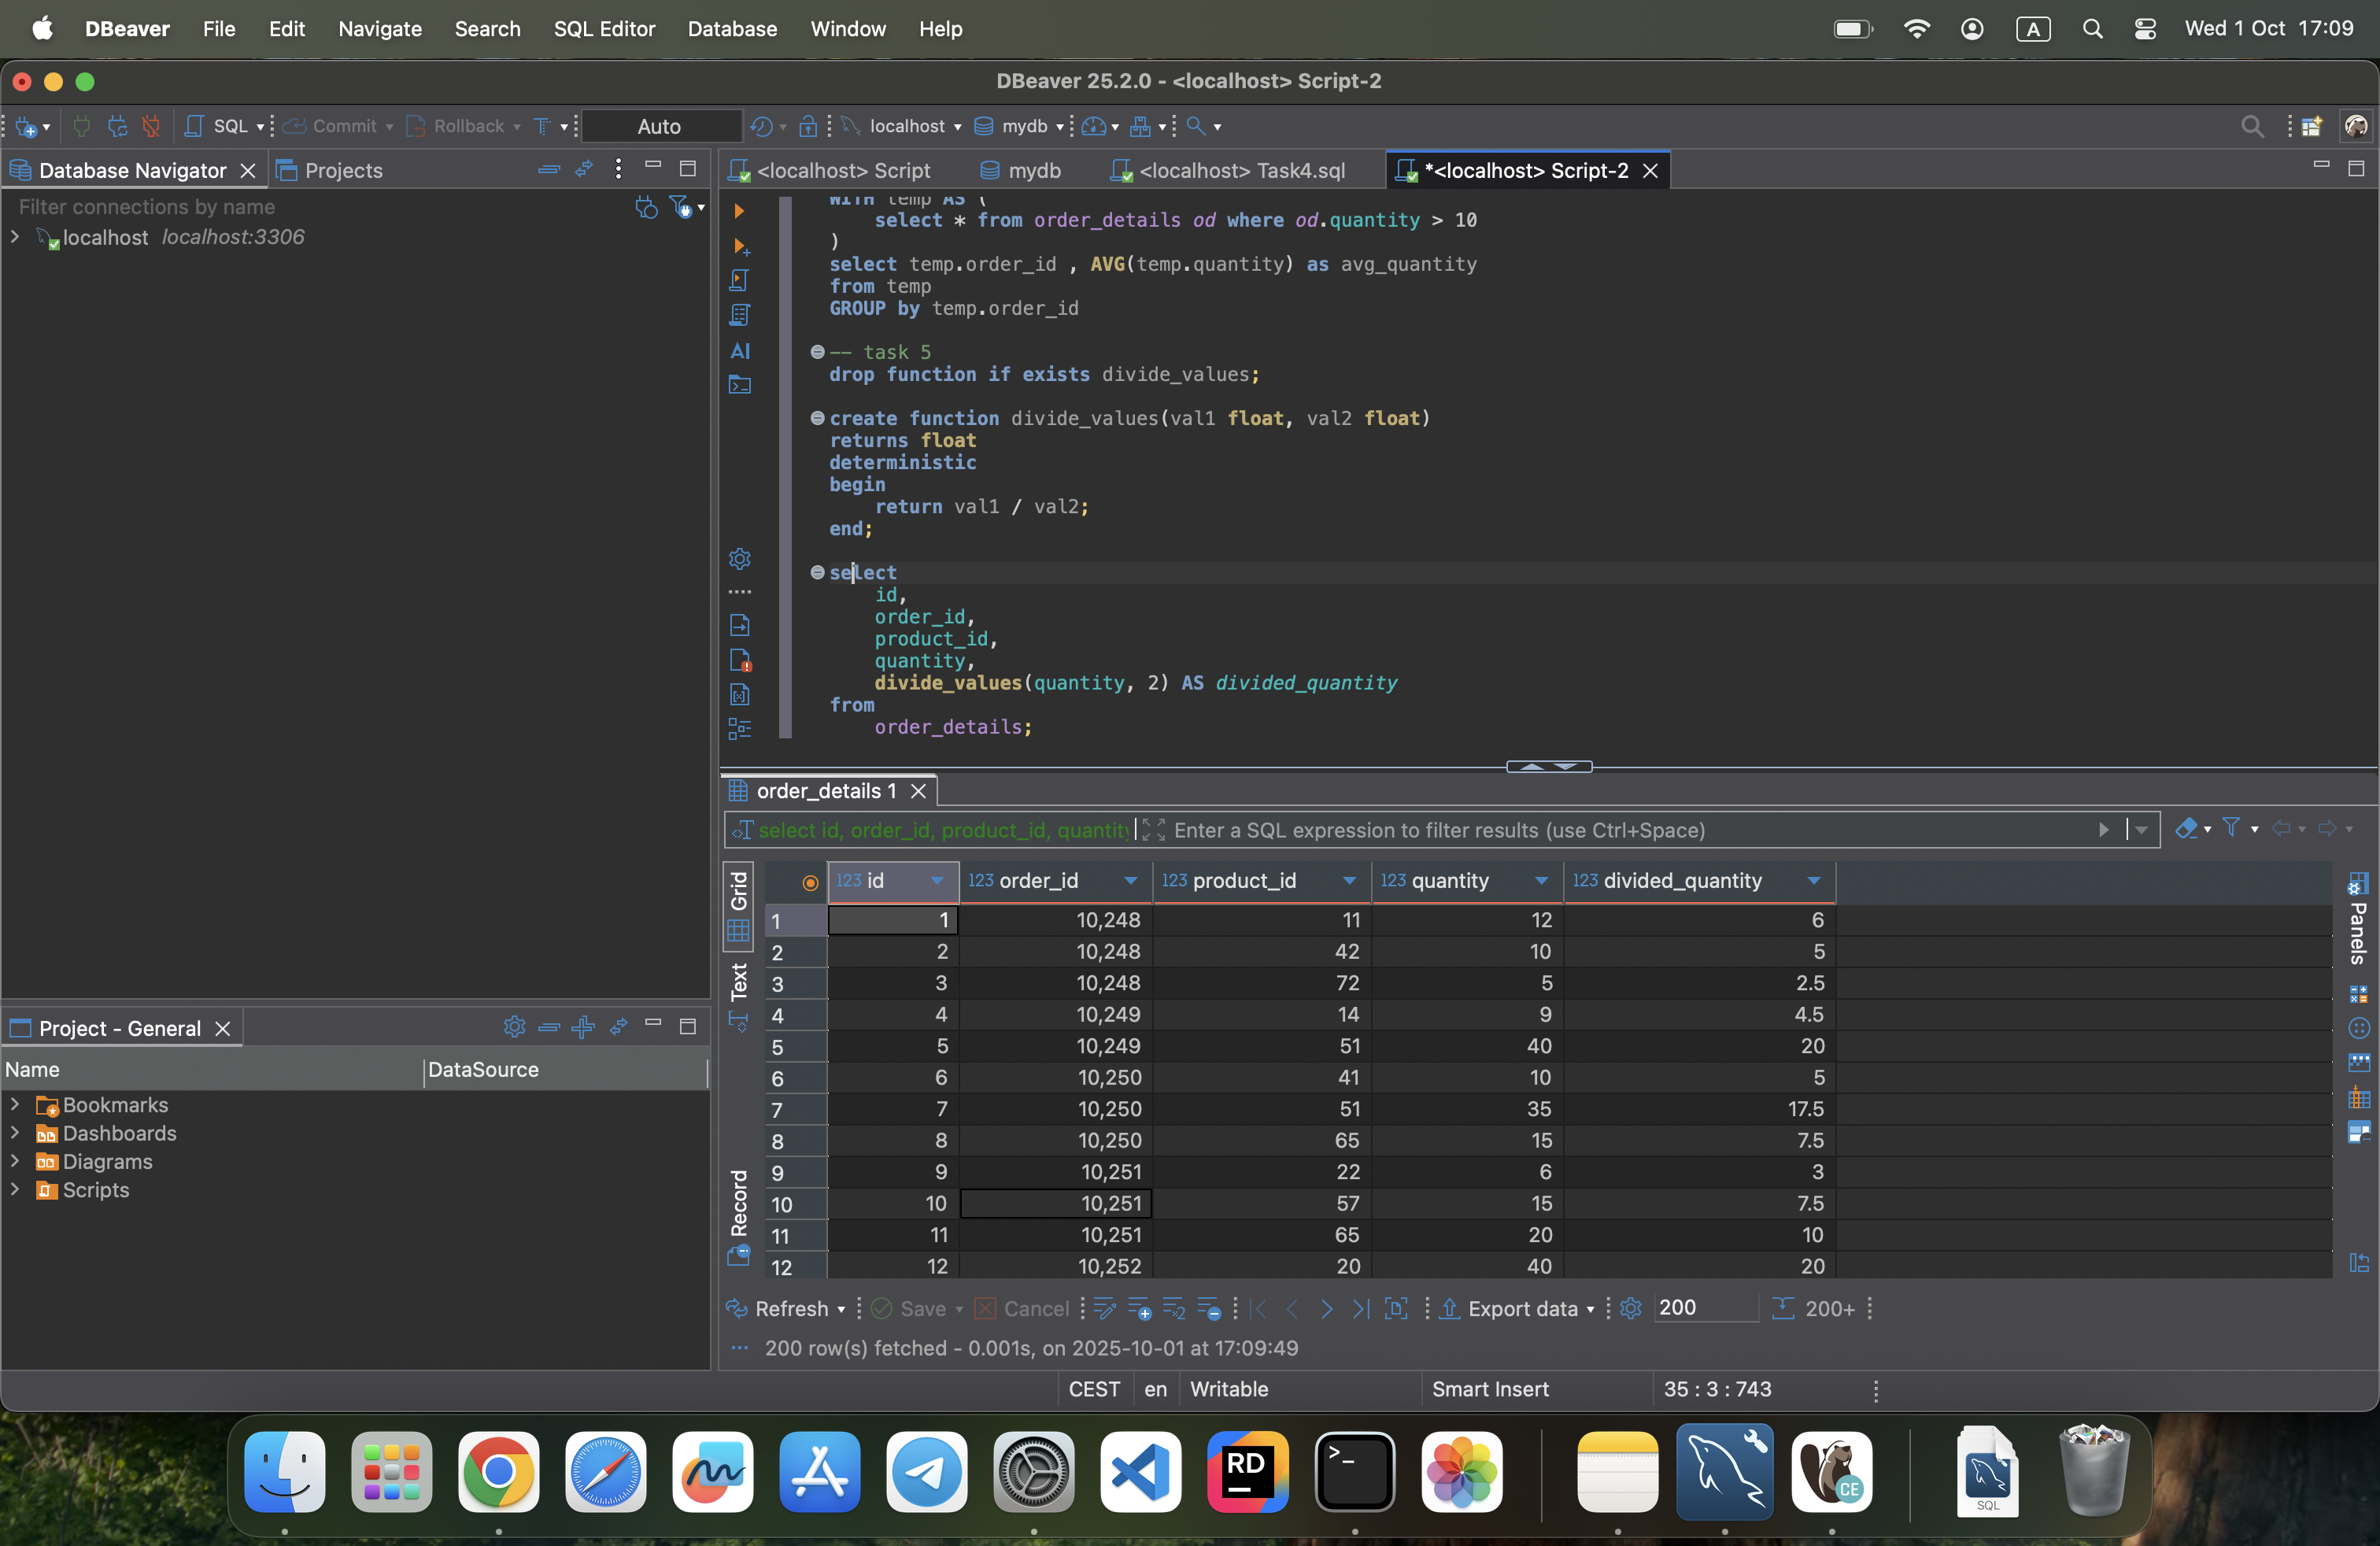 DBeaver File Edit Navigate Search SQL Editor Database Window Help A Wed 1 Oct 17:09
DBeaver 25.2.0 - <localhost> Script-2
SQL Commit Rollback T Auto localhost mydb
Database Navigator Projects
Filter connections by name
localhost localhost:3306
<localhost> Script mydb <localhost> Task4.sql *<localhost> Script-2
AI
WITH temp AS (
select * from order_details od where od.quantity > 10
)
select temp.order_id , AVG(temp.quantity) as avg_quantity
from temp
GROUP by temp.order_id
-- task 5
drop function if exists divide_values;
create function divide_values(val1 float, val2 float)
returns float
deterministic
begin
return val1 / val2;
end;
select
id,
order_id,
product_id,
quantity,
divide_values(quantity, 2) AS divided_quantity
from
order_details;
Project - General
Name DataSource
Bookmarks
Dashboards
Diagrams
Scripts
order_details 1
select id, order_id, product_id, quantity Enter a SQL expression to filter results (use Ctrl+Space)
Grid
Text
Record
Panels
123 id 123 order_id 123 product_id 123 quantity 123 divided_quantity
1 1 10,248 11 12 6
2 2 10,248 42 10 5
3 3 10,248 72 5 2.5
4 4 10,249 14 9 4.5
5 5 10,249 51 40 20
6 6 10,250 41 10 5
7 7 10,250 51 35 17.5
8 8 10,250 65 15 7.5
9 9 10,251 22 6 3
10 10 10,251 57 15 7.5
11 11 10,251 65 20 10
12 12 10,252 20 40 20
Refresh Save Cancel Export data 200 200+
200 row(s) fetched - 0.001s, on 2025-10-01 at 17:09:49
CEST en Writable Smart Insert 35 : 3 : 743
RD
>_
CE
SQL